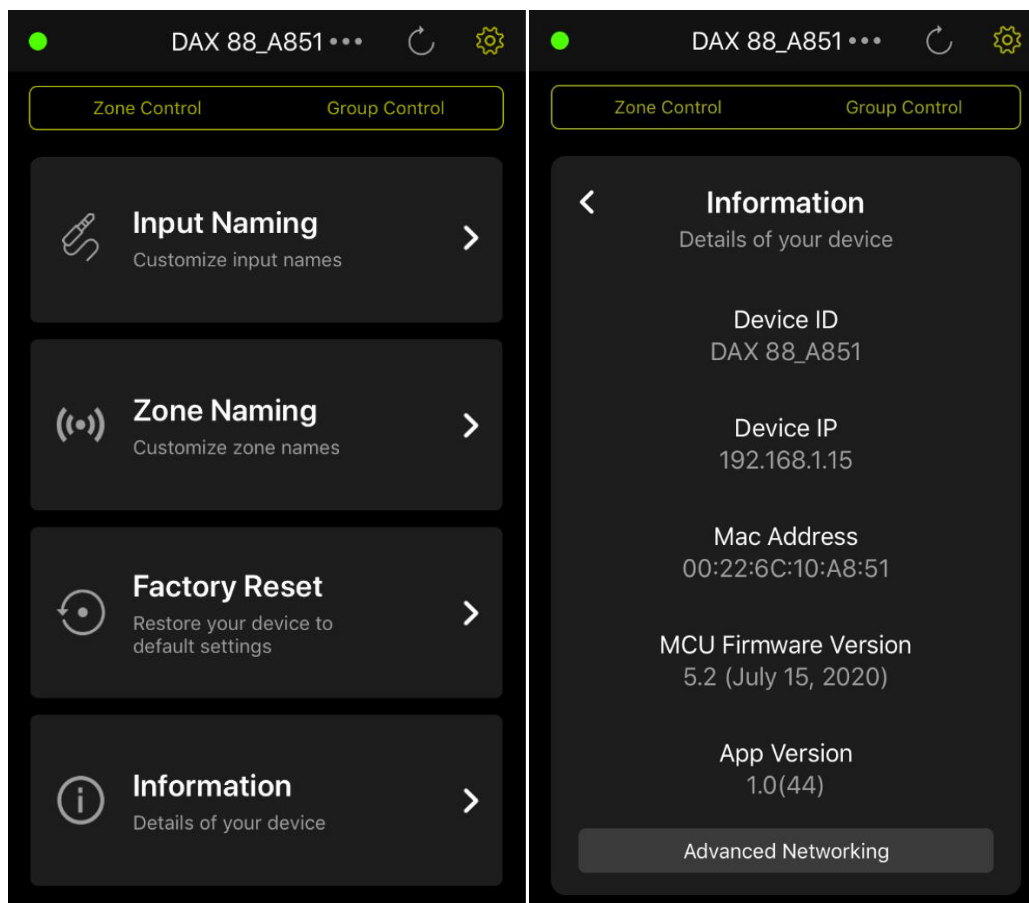 DAX 88_A851
Zone Control
Group Control
Input Naming
Customize input names
Zone Naming
Customize zone names
Factory Reset
Restore your device to
default settings
Information
Details of your device
DAX 88_A851
Zone Control
Group Control
Information
Details of your device
Device ID
DAX 88_A851
Device IP
192.168.1.15
Mac Address
00:22:6C:10:A8:51
MCU Firmware Version
5.2 (July 15, 2020)
App Version
1.0(44)
Advanced Networking